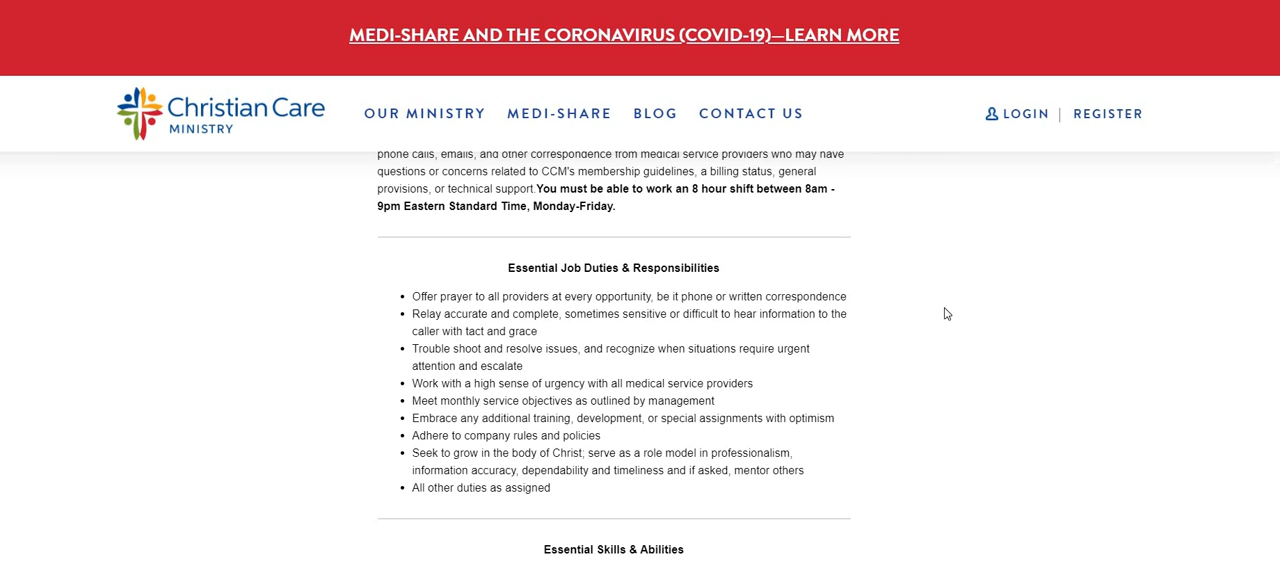 MEDI-SHARE AND THE CORONAVIRUS (COVID-19)—LEARN MORE
Christian Care
MINISTRY
OUR MINISTRY MEDI-SHARE BLOG CONTACT US
LOGIN | REGISTER
phone calls, emails, and other correspondence from medical service providers who may have
questions or concerns related to CCM's membership guidelines, a billing status, general
provisions, or technical support.You must be able to work an 8 hour shift between 8am -
9pm Eastern Standard Time, Monday-Friday.
Essential Job Duties & Responsibilities
• Offer prayer to all providers at every opportunity, be it phone or written correspondence
• Relay accurate and complete, sometimes sensitive or difficult to hear information to the
caller with tact and grace
• Trouble shoot and resolve issues, and recognize when situations require urgent
attention and escalate
• Work with a high sense of urgency with all medical service providers
• Meet monthly service objectives as outlined by management
• Embrace any additional training, development, or special assignments with optimism
• Adhere to company rules and policies
• Seek to grow in the body of Christ; serve as a role model in professionalism,
information accuracy, dependability and timeliness and if asked, mentor others
• All other duties as assigned
Essential Skills & Abilities